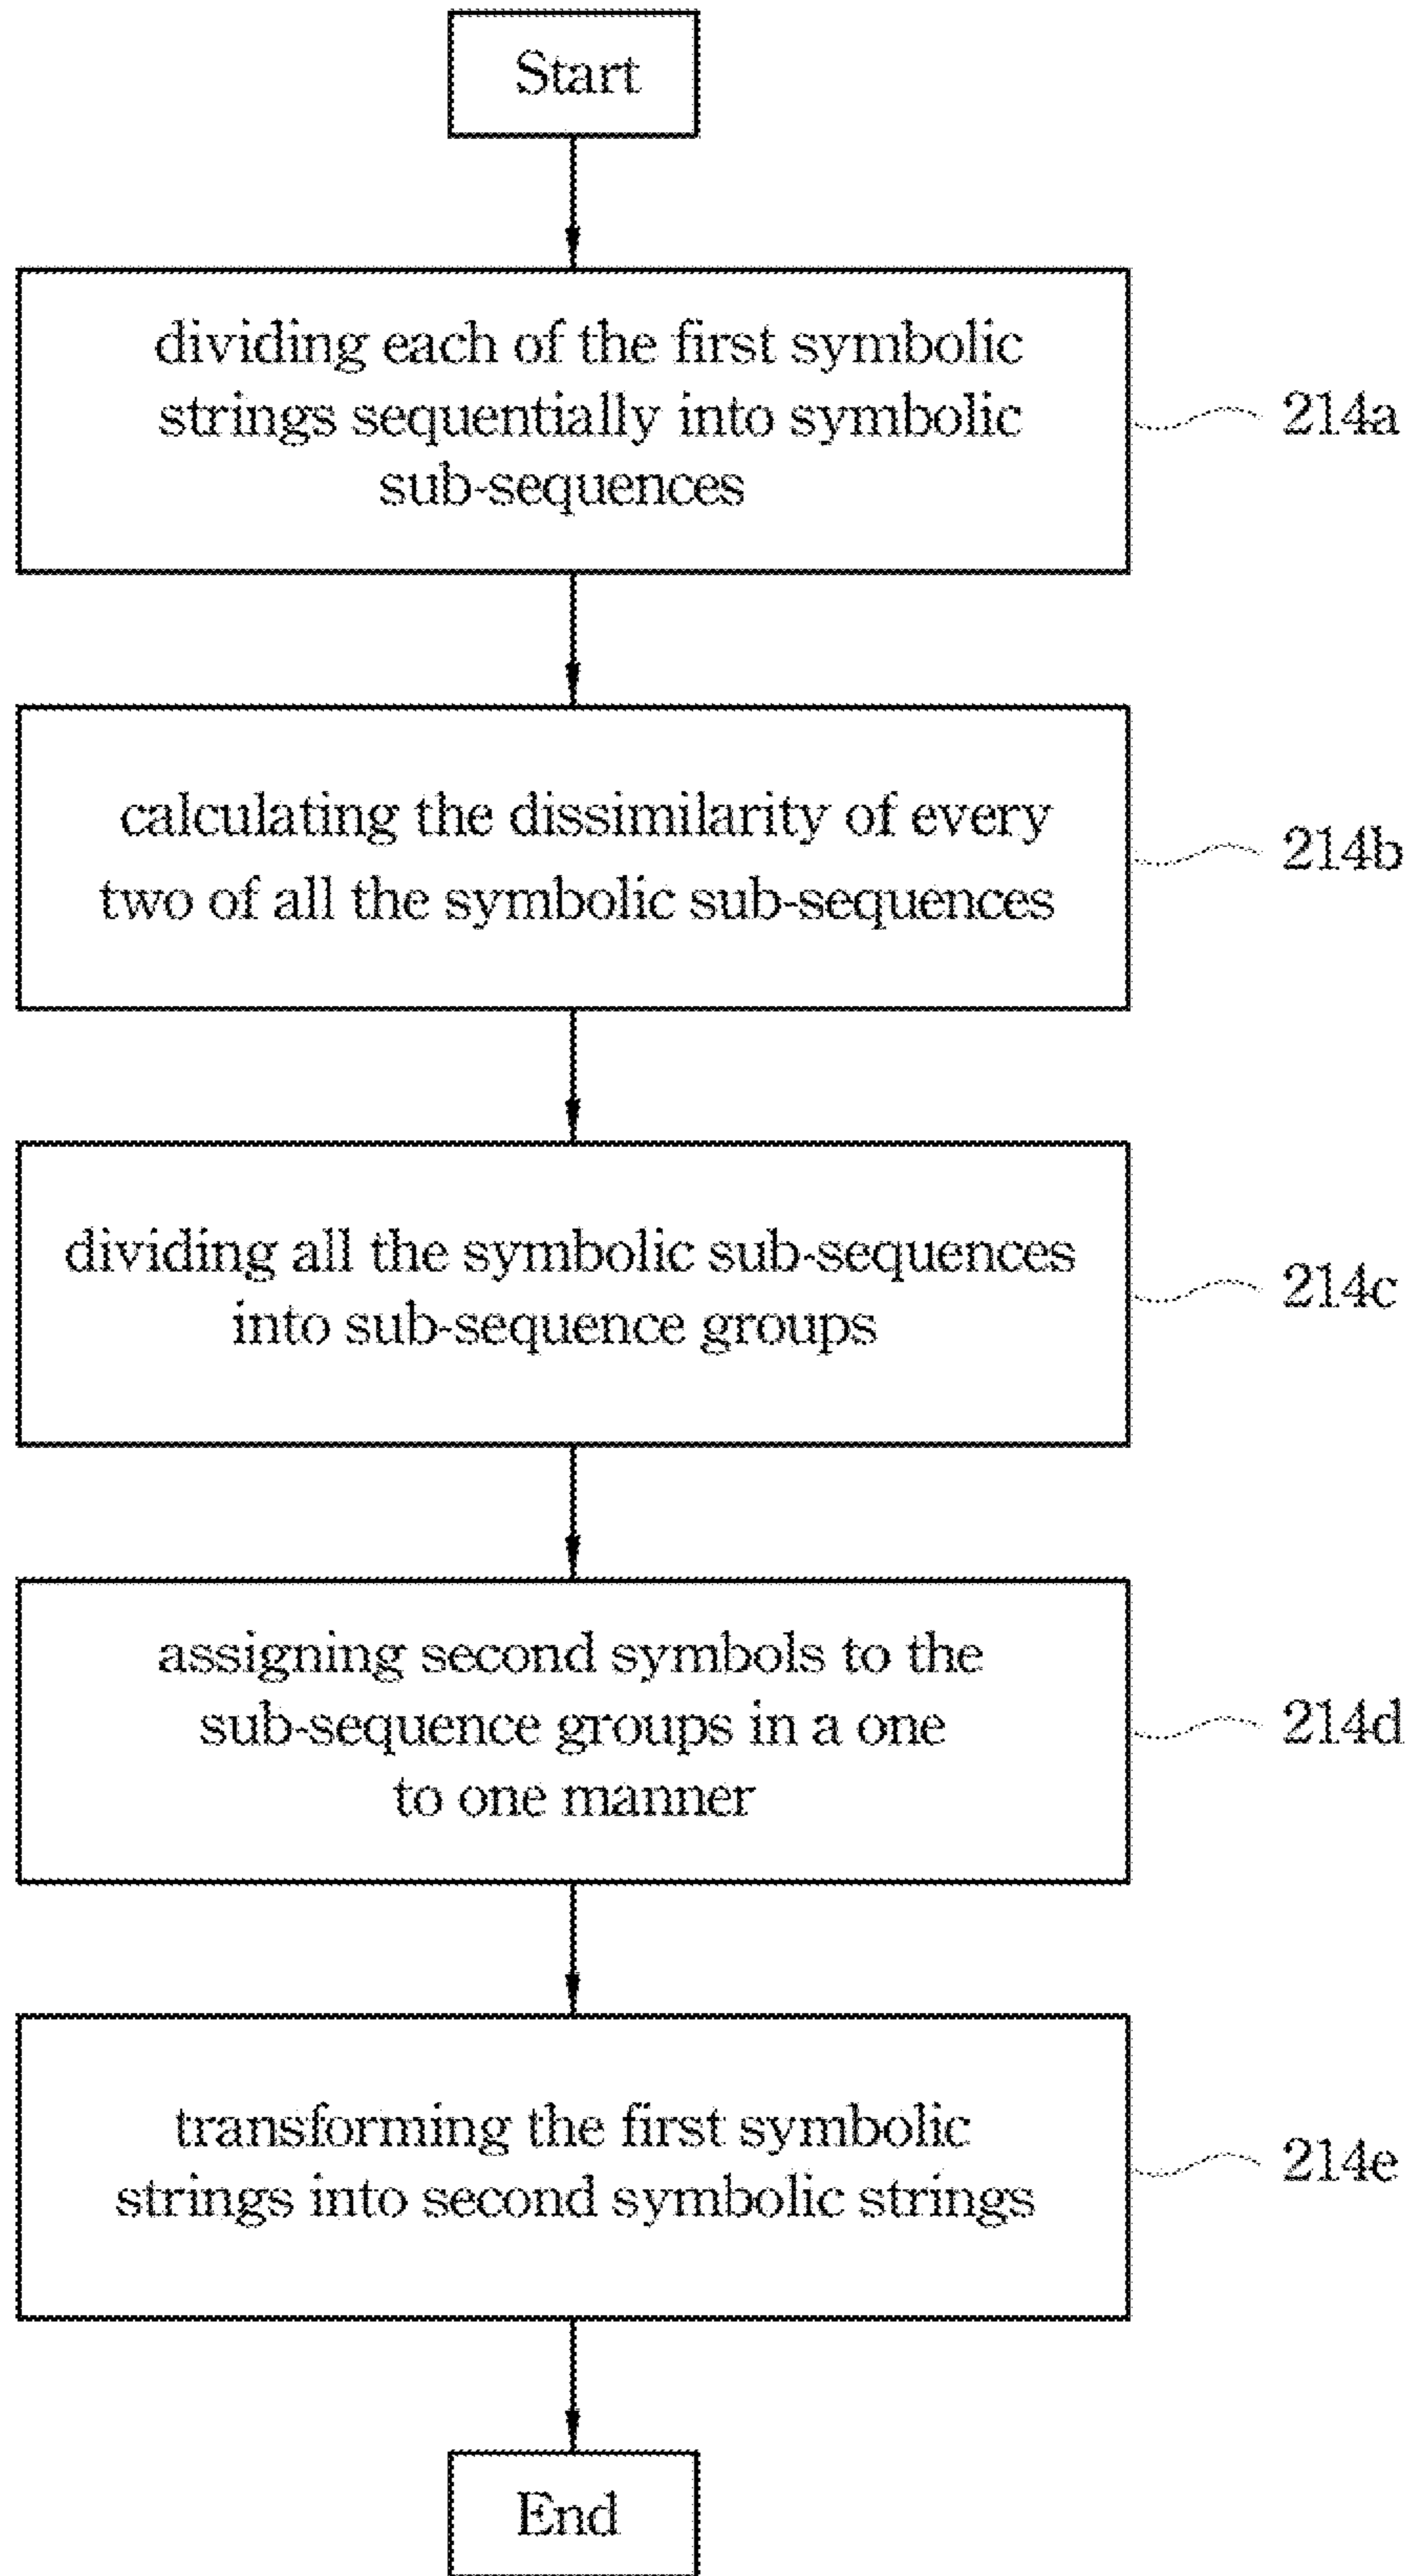 Start
dividing each of the first symbolic
strings sequentially into symbolic
sub-sequences
214a
calculating the dissimilarity of every
two of all the symbolic sub-sequences
214b
dividing all the symbolic sub-sequences
into sub-sequence groups
214c
assigning second symbols to the
sub-sequence groups in a one
to one manner
214d
transforming the first symbolic
strings into second symbolic strings
214e
End